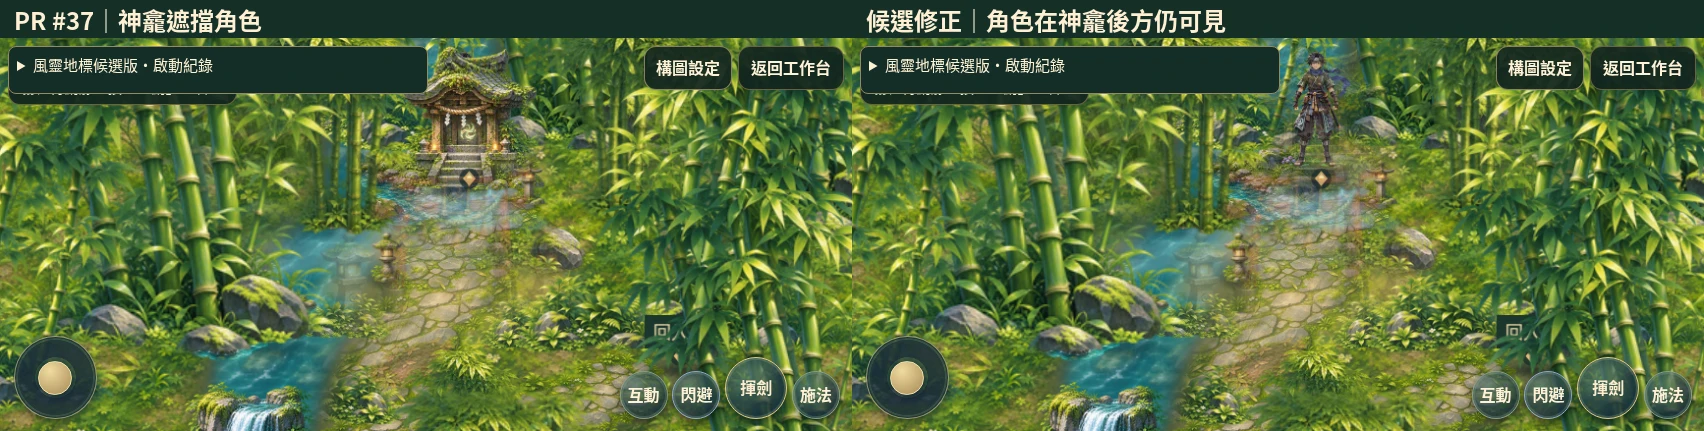 PR #37｜神龕遮擋角色
▶ 風靈地標候選版・啟動紀錄
構圖設定
返回工作台
回
互動
閃避
揮劍
施法
候選修正｜角色在神龕後方仍可見
▶ 風靈地標候選版・啟動紀錄
構圖設定
返回工作台
回
互動
閃避
揮劍
施法